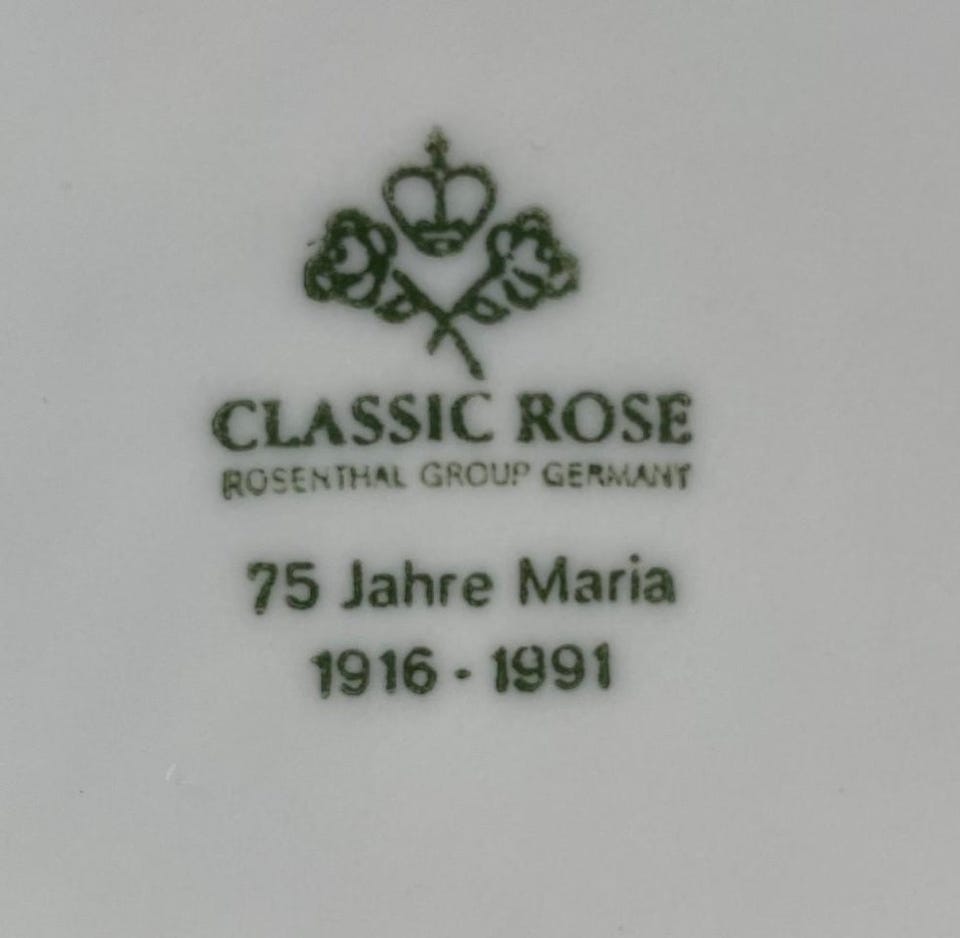 CLASSIC ROSE
ROSENTHAL GROUP GERMANY
75 Jahre Maria
1916 - 1991